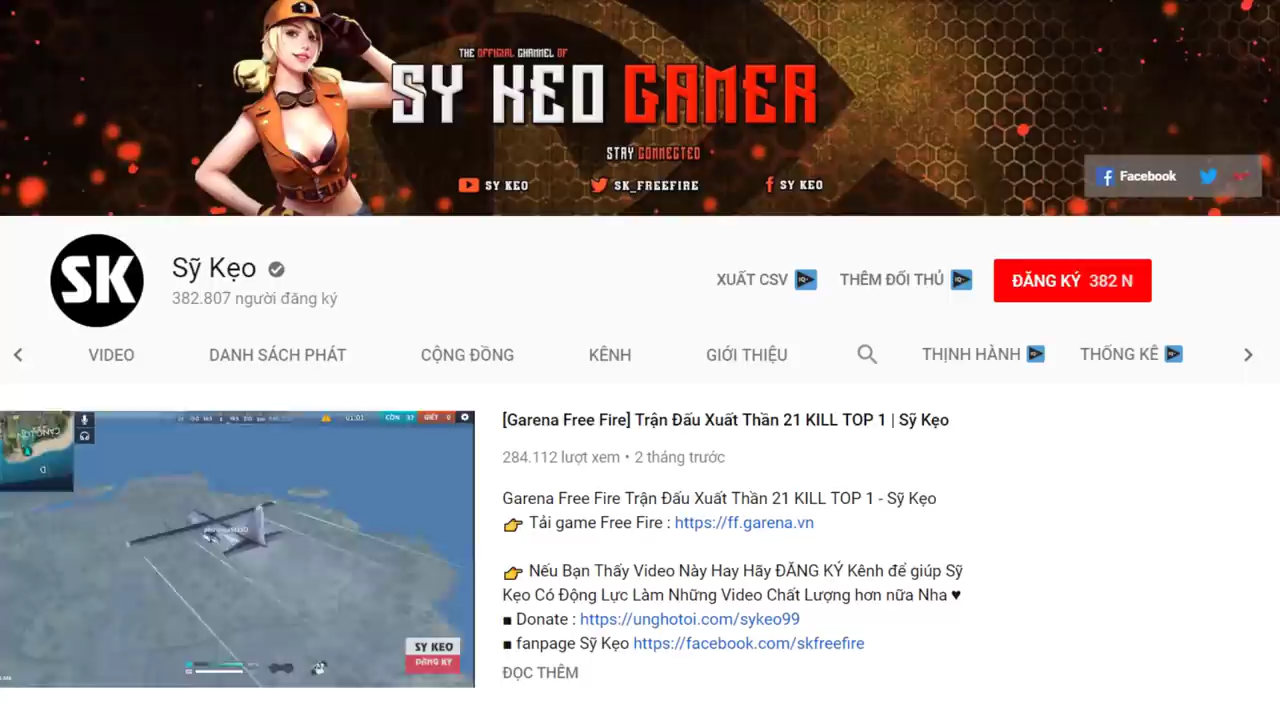 THE OFFICIAL CHANNEL OF
SY KEO GAMER
STAY CONNECTED
SY KEO
SK_FREEFIRE
SY KEO
Facebook
SK
Sỹ Kẹo
382.807 người đăng ký
XUẤT CSV
THÊM ĐỐI THỦ
ĐĂNG KÝ 382 N
VIDEO
DANH SÁCH PHÁT
CỘNG ĐỒNG
KÊNH
GIỚI THIỆU
THỊNH HÀNH
THỐNG KÊ
01:01
CÒN 37
GIẾT 0
SY KEO
ĐĂNG KÝ
[Garena Free Fire] Trận Đấu Xuất Thần 21 KILL TOP 1 | Sỹ Kẹo
284.112 lượt xem • 2 tháng trước
Garena Free Fire Trận Đấu Xuất Thần 21 KILL TOP 1 - Sỹ Kẹo
👉 Tải game Free Fire : https://ff.garena.vn
👉 Nếu Bạn Thấy Video Này Hay Hãy ĐĂNG KÝ Kênh để giúp Sỹ
Kẹo Có Động Lực Làm Những Video Chất Lượng hơn nữa Nha ♥
■ Donate : https://unghotoi.com/sykeo99
■ fanpage Sỹ Kẹo https://facebook.com/skfreefire
ĐỌC THÊM